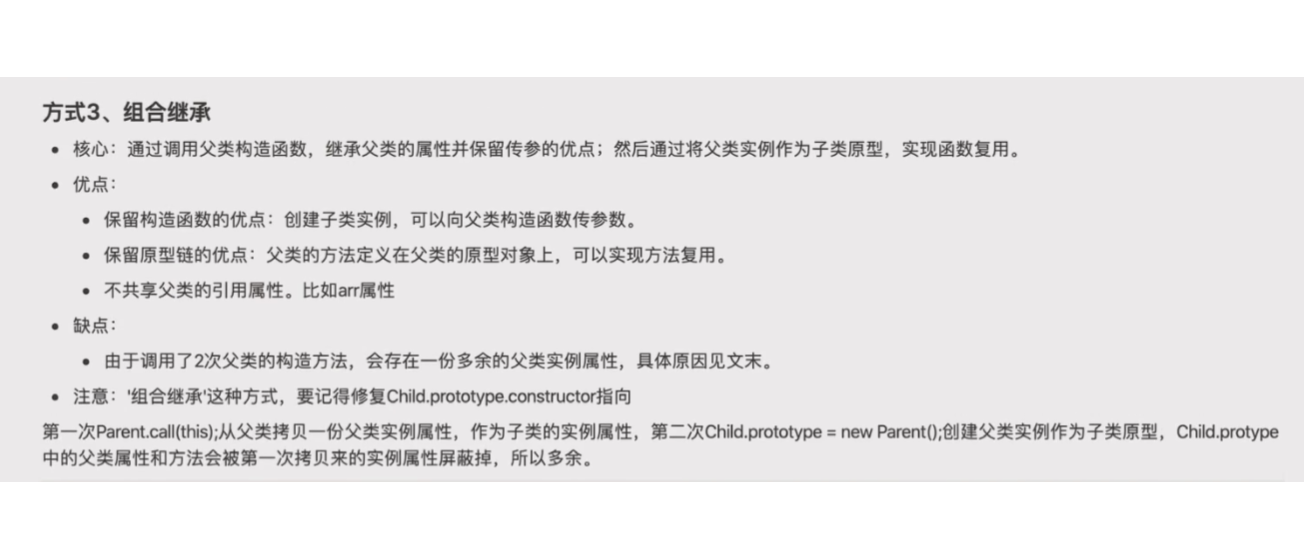 方式3、组合继承
• 核心：通过调用父类构造函数，继承父类的属性并保留传参的优点；然后通过将父类实例作为子类原型，实现函数复用。
• 优点：
• 保留构造函数的优点：创建子类实例，可以向父类构造函数传参数。
• 保留原型链的优点：父类的方法定义在父类的原型对象上，可以实现方法复用。
• 不共享父类的引用属性。比如arr属性
• 缺点：
• 由于调用了2次父类的构造方法，会存在一份多余的父类实例属性，具体原因见文末。
• 注意：'组合继承'这种方式，要记得修复Child.prototype.constructor指向
第一次Parent.call(this);从父类拷贝一份父类实例属性，作为子类的实例属性，第二次Child.prototype = new Parent();创建父类实例作为子类原型，Child.protype
中的父类属性和方法会被第一次拷贝来的实例属性屏蔽掉，所以多余。